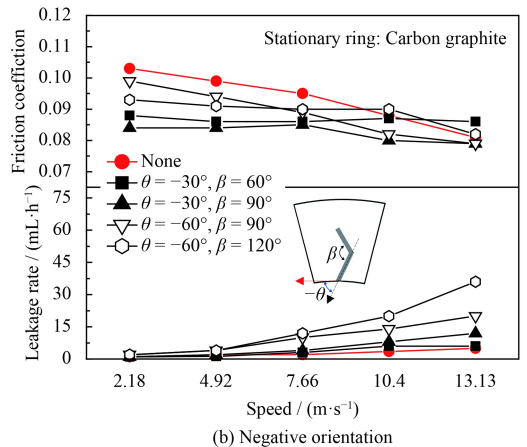 Stationary ring: Carbon graphite
Friction coeffiction
0.12
0.11
0.10
0.09
0.08
0.07
None
θ = −30°, β = 60°
θ = −30°, β = 90°
θ = −60°, β = 90°
θ = −60°, β = 120°
Leakage rate / (mL·h⁻¹)
75
60
45
30
15
0
β
−θ
2.18 4.92 7.66 10.4 13.13
Speed / (m·s⁻¹)
(b) Negative orientation